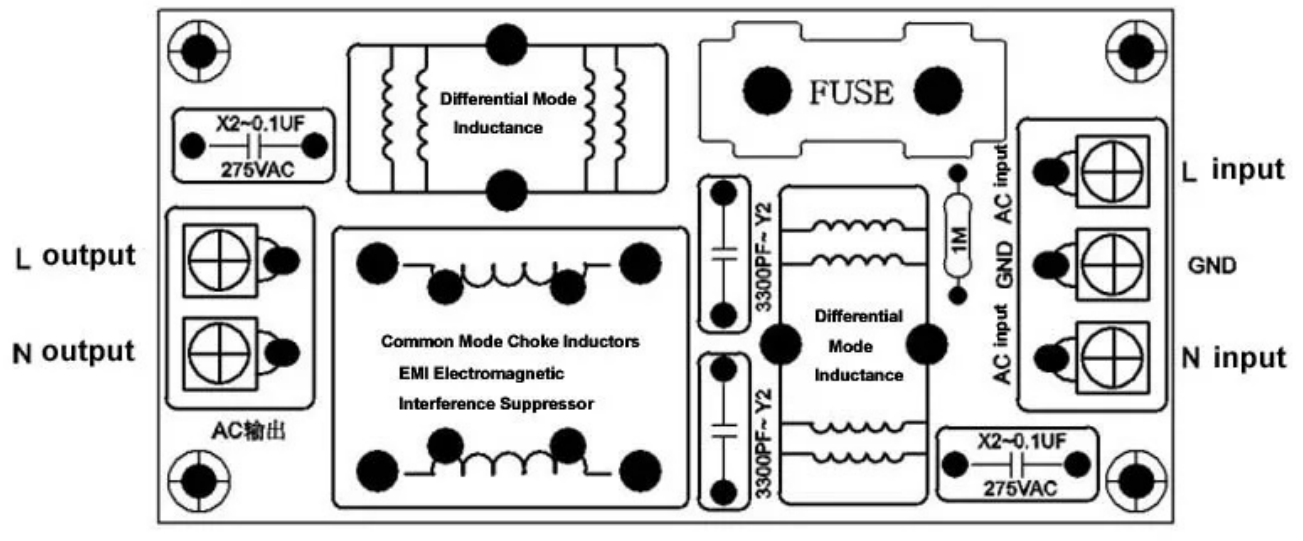 X2~0.1UF
275VAC
Differential Mode
Inductance
FUSE
L output
N output
AC输出
Common Mode Choke Inductors
EMI Electromagnetic
Interference Suppressor
3300PF~ Y2
3300PF~ Y2
Differential
Mode
Inductance
1M
AC input
GND
AC input
L input
GND
N input
X2~0.1UF
275VAC